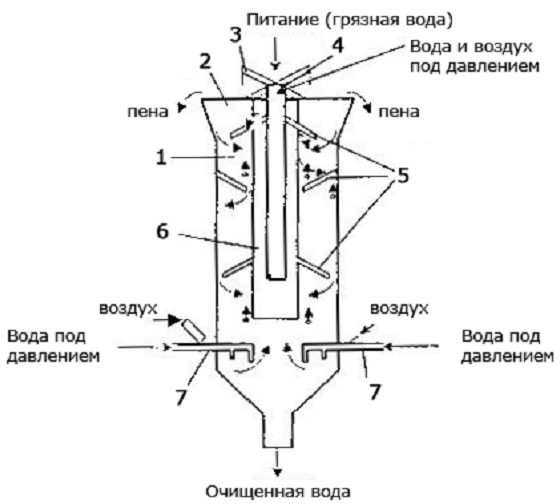 Питание (грязная вода)
3
4
Вода и воздух
под давлением
2
пена
пена
1
5
6
воздух
воздух
Вода под
давлением
Вода под
давлением
7
7
Очищенная вода